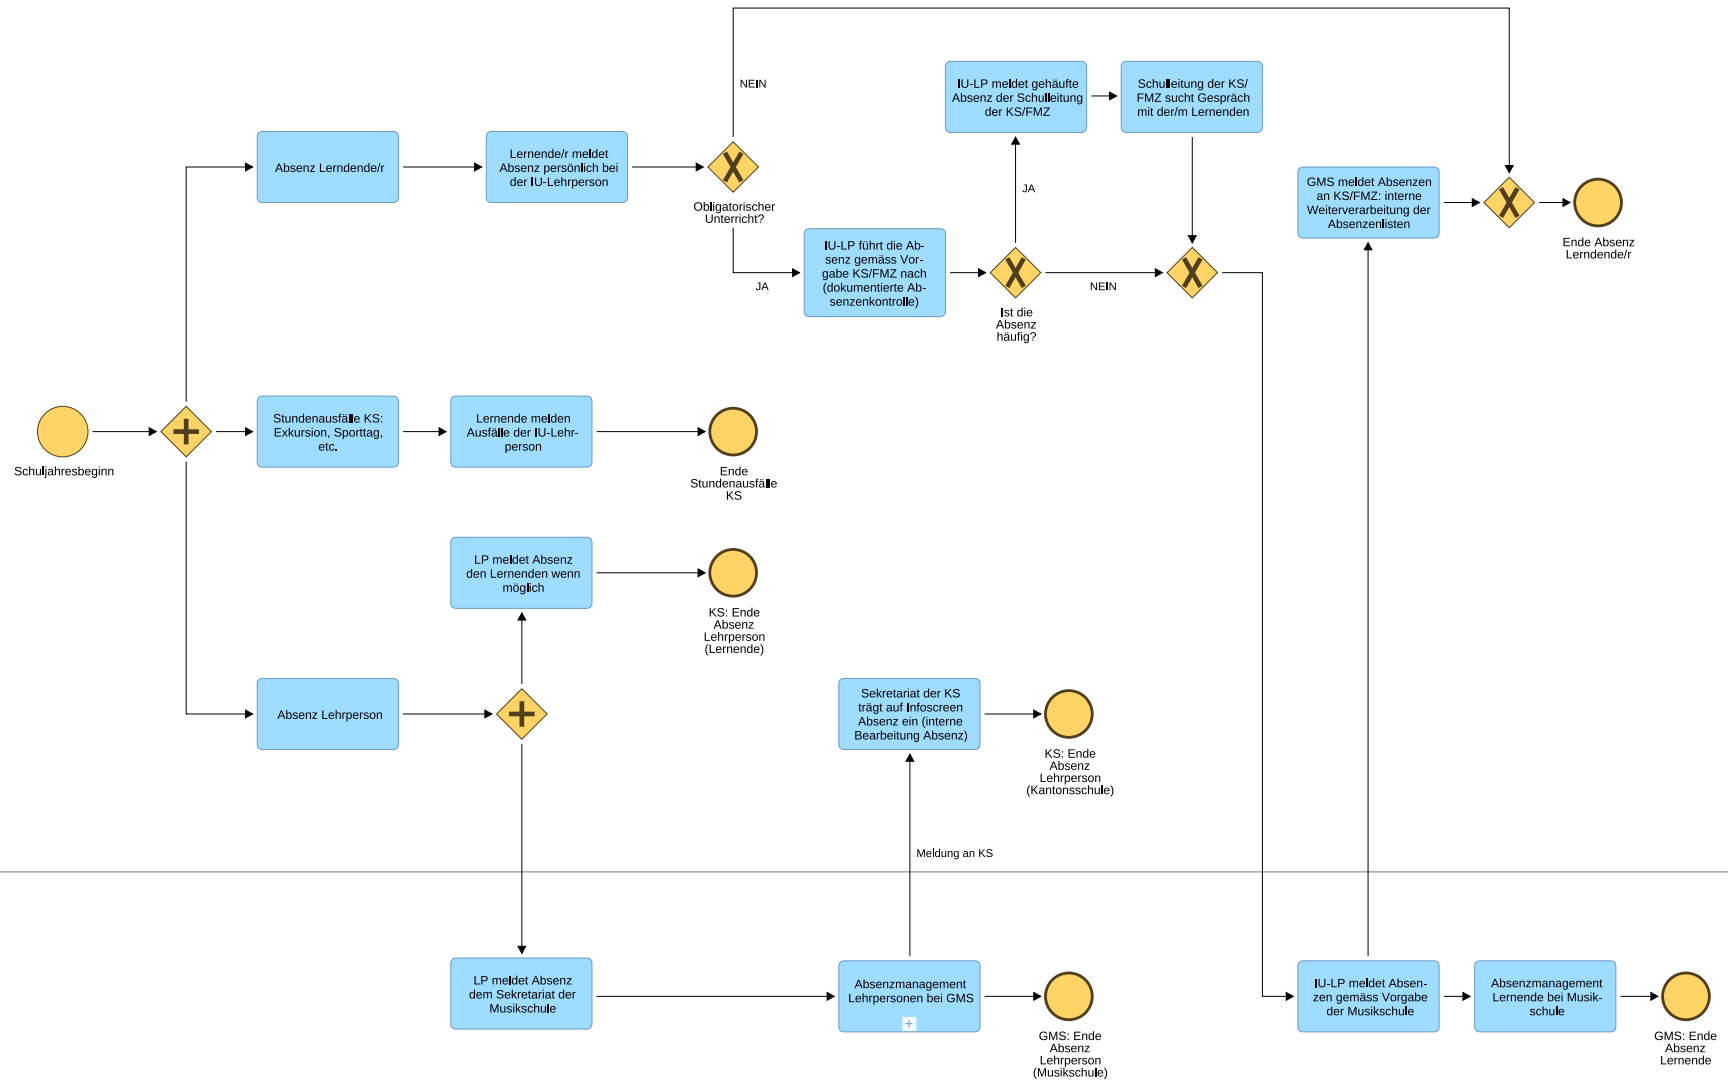 NEIN
IU-LP meldet gehäufte
Absenz der Schulleitung
der KS/FMZ
Schulleitung der KS/
FMZ sucht Gespräch
mit der/m Lernenden
Absenz Lerndende/r
Lernende/r meldet
Absenz persönlich bei
der IU-Lehrperson
Obligatorischer
Unterricht?
JA
GMS meldet Absenzen
an KS/FMZ: interne
Weiterverarbeitung der
Absenzenlisten
Ende Absenz
Lerndende/r
JA
IU-LP führt die Ab-
senz gemäss Vor-
gabe KS/FMZ nach
(dokumentierte Ab-
senzenkontrolle)
NEIN
Ist die
Absenz
häufig?
Schuljahresbeginn
Stundenausfälle KS:
Exkursion, Sporttag,
etc.
Lernende melden
Ausfälle der IU-Lehr-
person
Ende
Stundenausfälle
KS
LP meldet Absenz
den Lernenden wenn
möglich
KS: Ende
Absenz
Lehrperson
(Lernende)
Absenz Lehrperson
Sekretariat der KS
trägt auf Infoscreen
Absenz ein (interne
Bearbeitung Absenz)
KS: Ende
Absenz
Lehrperson
(Kantonsschule)
Meldung an KS
LP meldet Absenz
dem Sekretariat der
Musikschule
Absenzmanagement
Lehrpersonen bei GMS
GMS: Ende
Absenz
Lehrperson
(Musikschule)
IU-LP meldet Absen-
zen gemäss Vorgabe
der Musikschule
Absenzmanagement
Lernende bei Musik-
schule
GMS: Ende
Absenz
Lernende